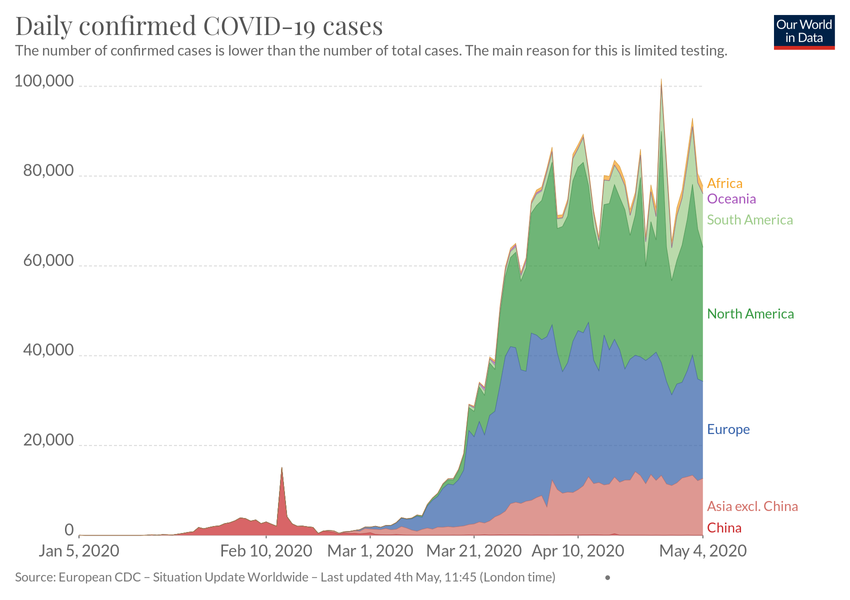 Daily confirmed COVID-19 cases
Our World
in Data
The number of confirmed cases is lower than the number of total cases. The main reason for this is limited testing.
100,000
80,000
60,000
40,000
20,000
0
Africa
Oceania
South America
North America
Europe
Asia excl. China
China
Jan 5, 2020
Feb 10, 2020
Mar 1, 2020
Mar 21, 2020
Apr 10, 2020
May 4, 2020
Source: European CDC – Situation Update Worldwide – Last updated 4th May, 11:45 (London time)